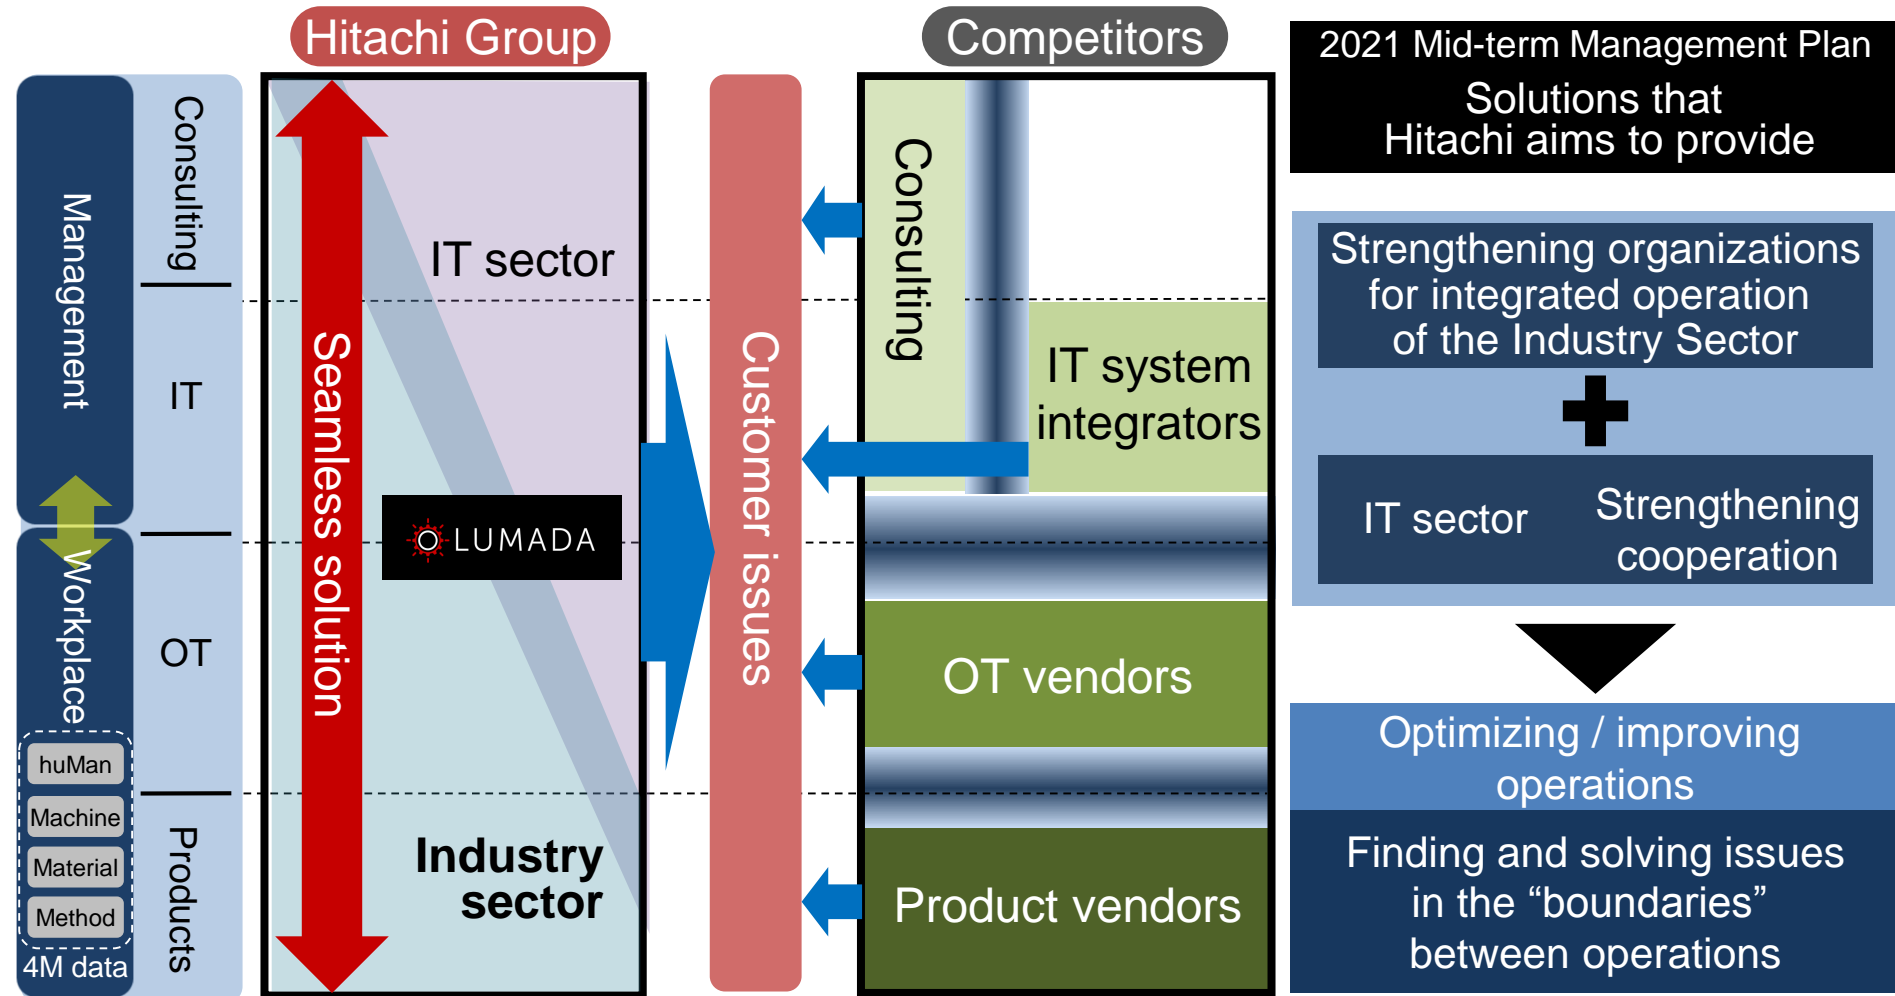 Hitachi Group
Competitors
Management
Workplace
huMan
Machine
Material
Method
4M data
Consulting
IT
OT
Products
Seamless solution
IT sector
LUMADA
Industry
sector
Customer issues
Consulting
IT system
integrators
OT vendors
Product vendors
2021 Mid-term Management Plan
Solutions that
Hitachi aims to provide
Strengthening organizations
for integrated operation
of the Industry Sector
IT sector
Strengthening
cooperation
Optimizing / improving
operations
Finding and solving issues
in the “boundaries”
between operations